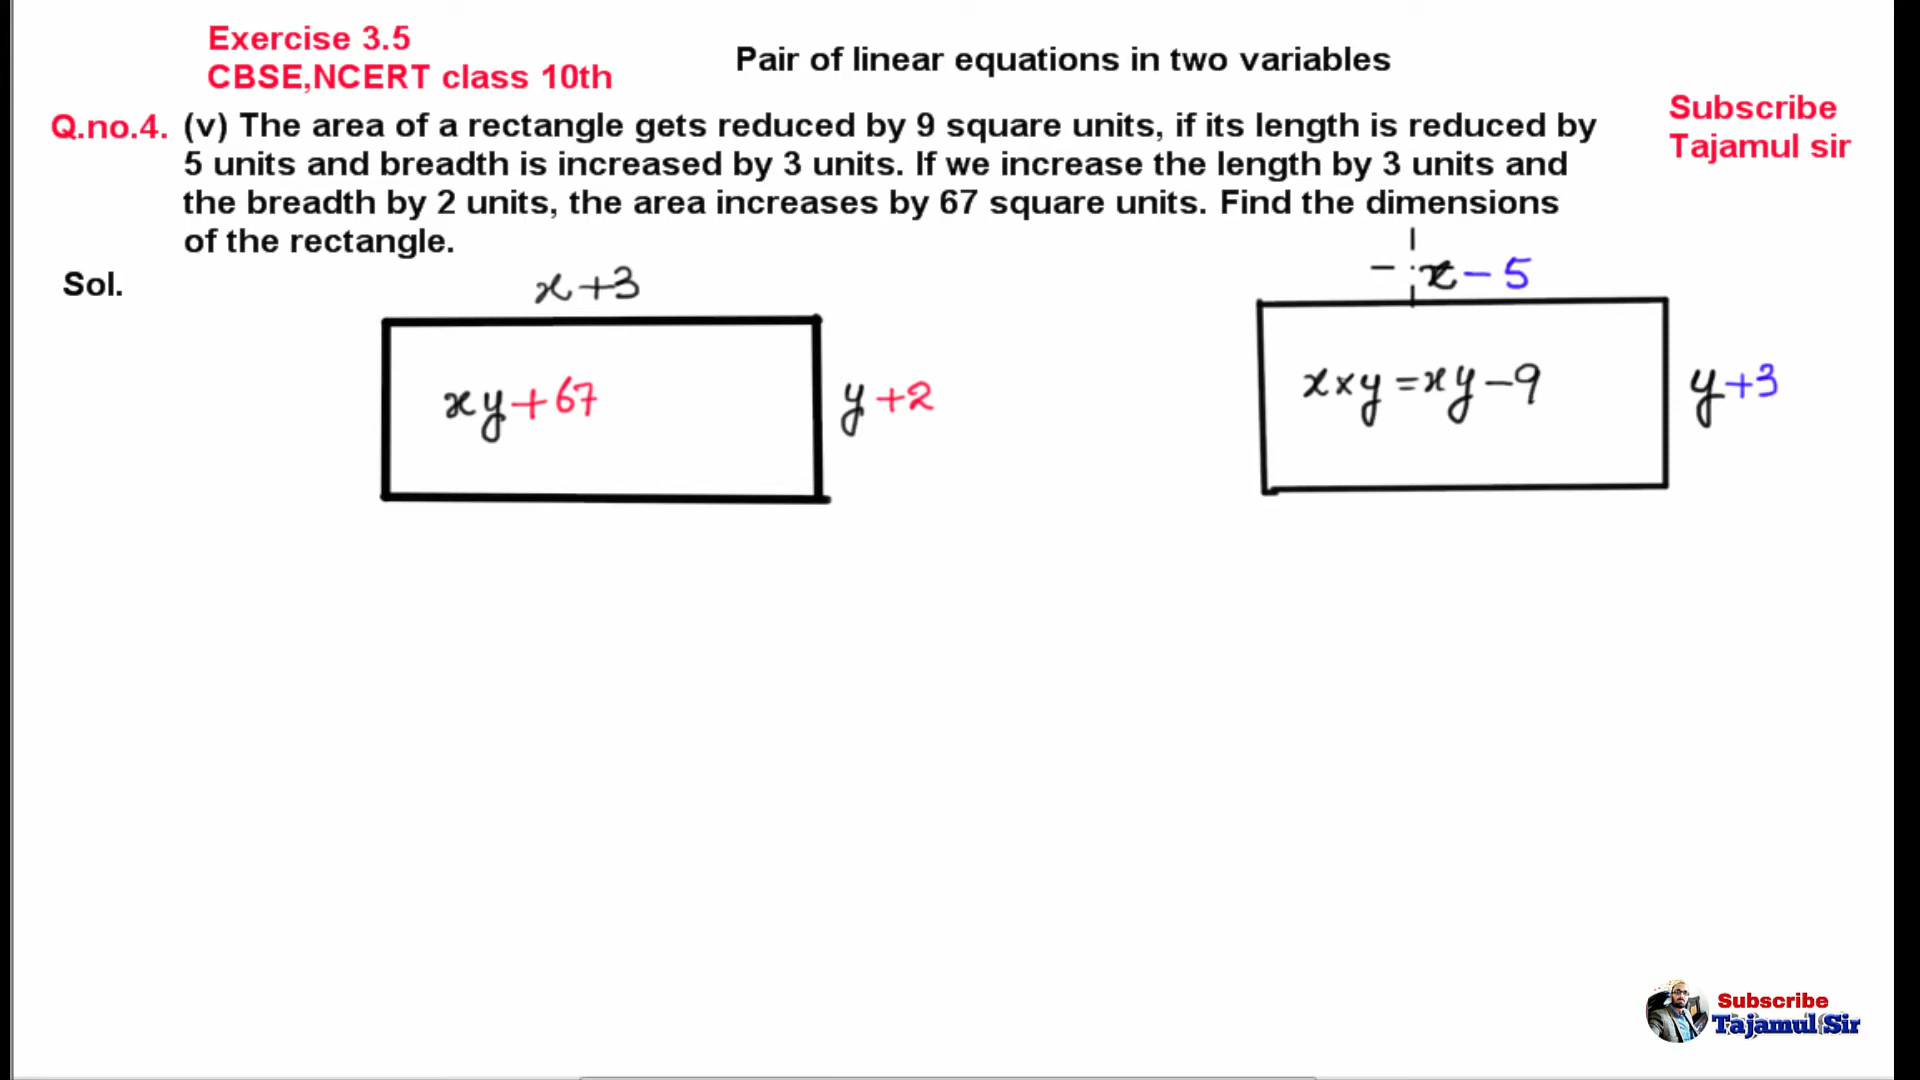 Exercise 3.5
CBSE,NCERT class 10th
Pair of linear equations in two variables
Subscribe
Tajamul sir
Q.no.4. (v) The area of a rectangle gets reduced by 9 square units, if its length is reduced by
5 units and breadth is increased by 3 units. If we increase the length by 3 units and
the breadth by 2 units, the area increases by 67 square units. Find the dimensions
of the rectangle.
Sol.
x+3
x-5
xy+67
y+2
x×y=xy-9
y+3
Subscribe
Tajamul Sir